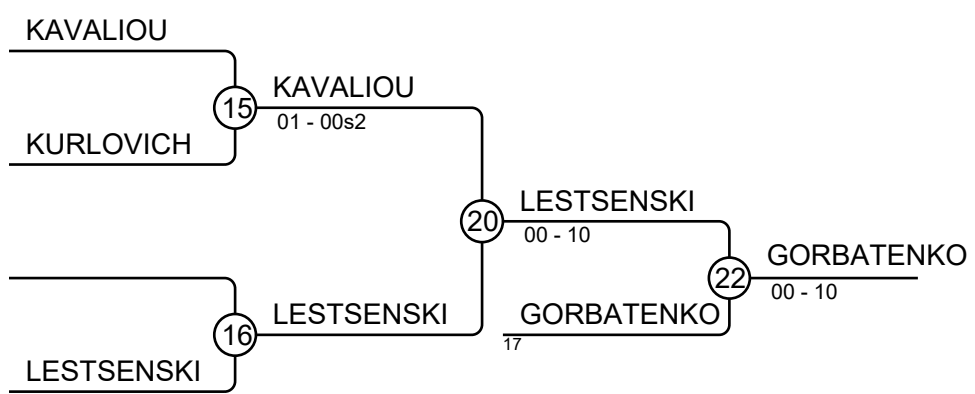 KAVALIOU
15
KAVALIOU
01 - 00s2
KURLOVICH
20
LESTSENSKI
00 - 10
22
GORBATENKO
00 - 10
16
LESTSENSKI
GORBATENKO
17
LESTSENSKI